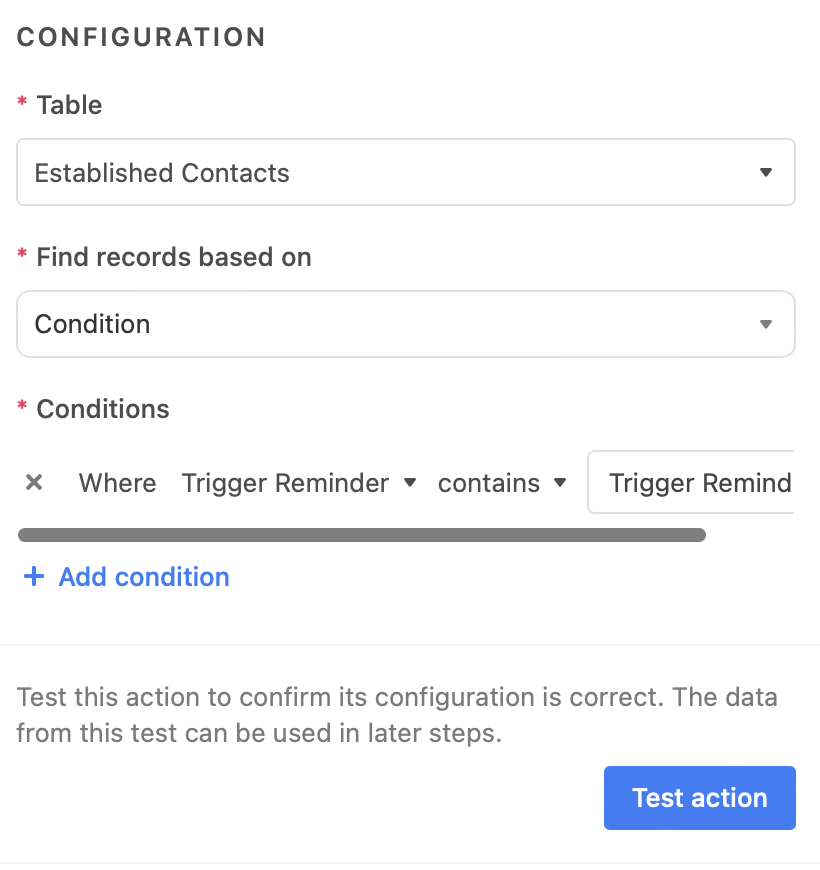 CONFIGURATION
* Table
Established Contacts
* Find records based on
Condition
* Conditions
Where Trigger Reminder contains Trigger Remind
+ Add condition
Test this action to confirm its configuration is correct. The data
from this test can be used in later steps.
Test action